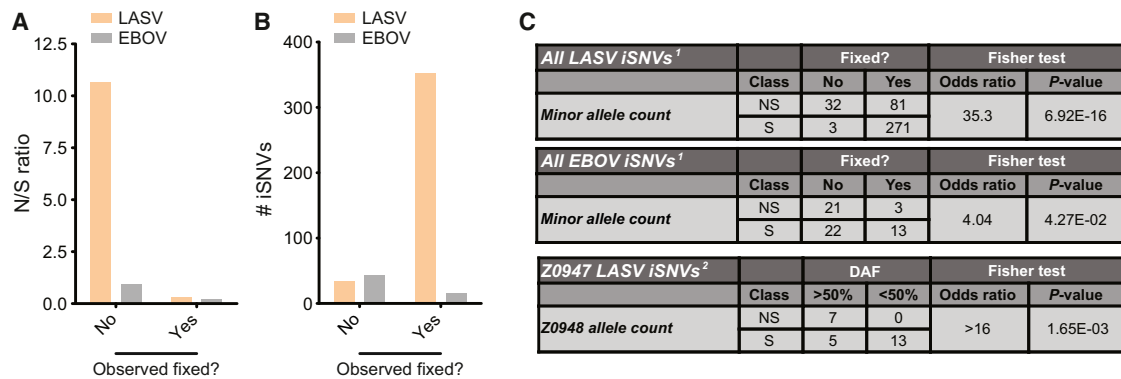 A
LASV
EBOV
N/S ratio
12.5
10.0
7.5
5.0
2.5
0.0
No Yes
Observed fixed?
B
LASV
EBOV
# iSNVs
400
300
200
100
0
No Yes
Observed fixed?
C
All LASV iSNVs¹ Fixed? Fisher test
Class No Yes Odds ratio P-value
Minor allele count NS 32 81 35.3 6.92E-16
S 3 271
All EBOV iSNVs¹ Fixed? Fisher test
Class No Yes Odds ratio P-value
Minor allele count NS 21 3 4.04 4.27E-02
S 22 13
Z0947 LASV iSNVs² DAF Fisher test
Class >50% <50% Odds ratio P-value
Z0948 allele count NS 7 0 >16 1.65E-03
S 5 13